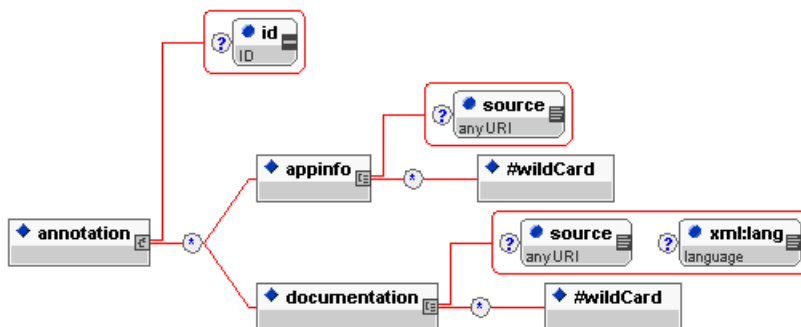 ? id
ID
? source
anyURI
appinfo
* #wildCard
annotation
*
? source ? xml:lang
anyURI language
documentation
* #wildCard